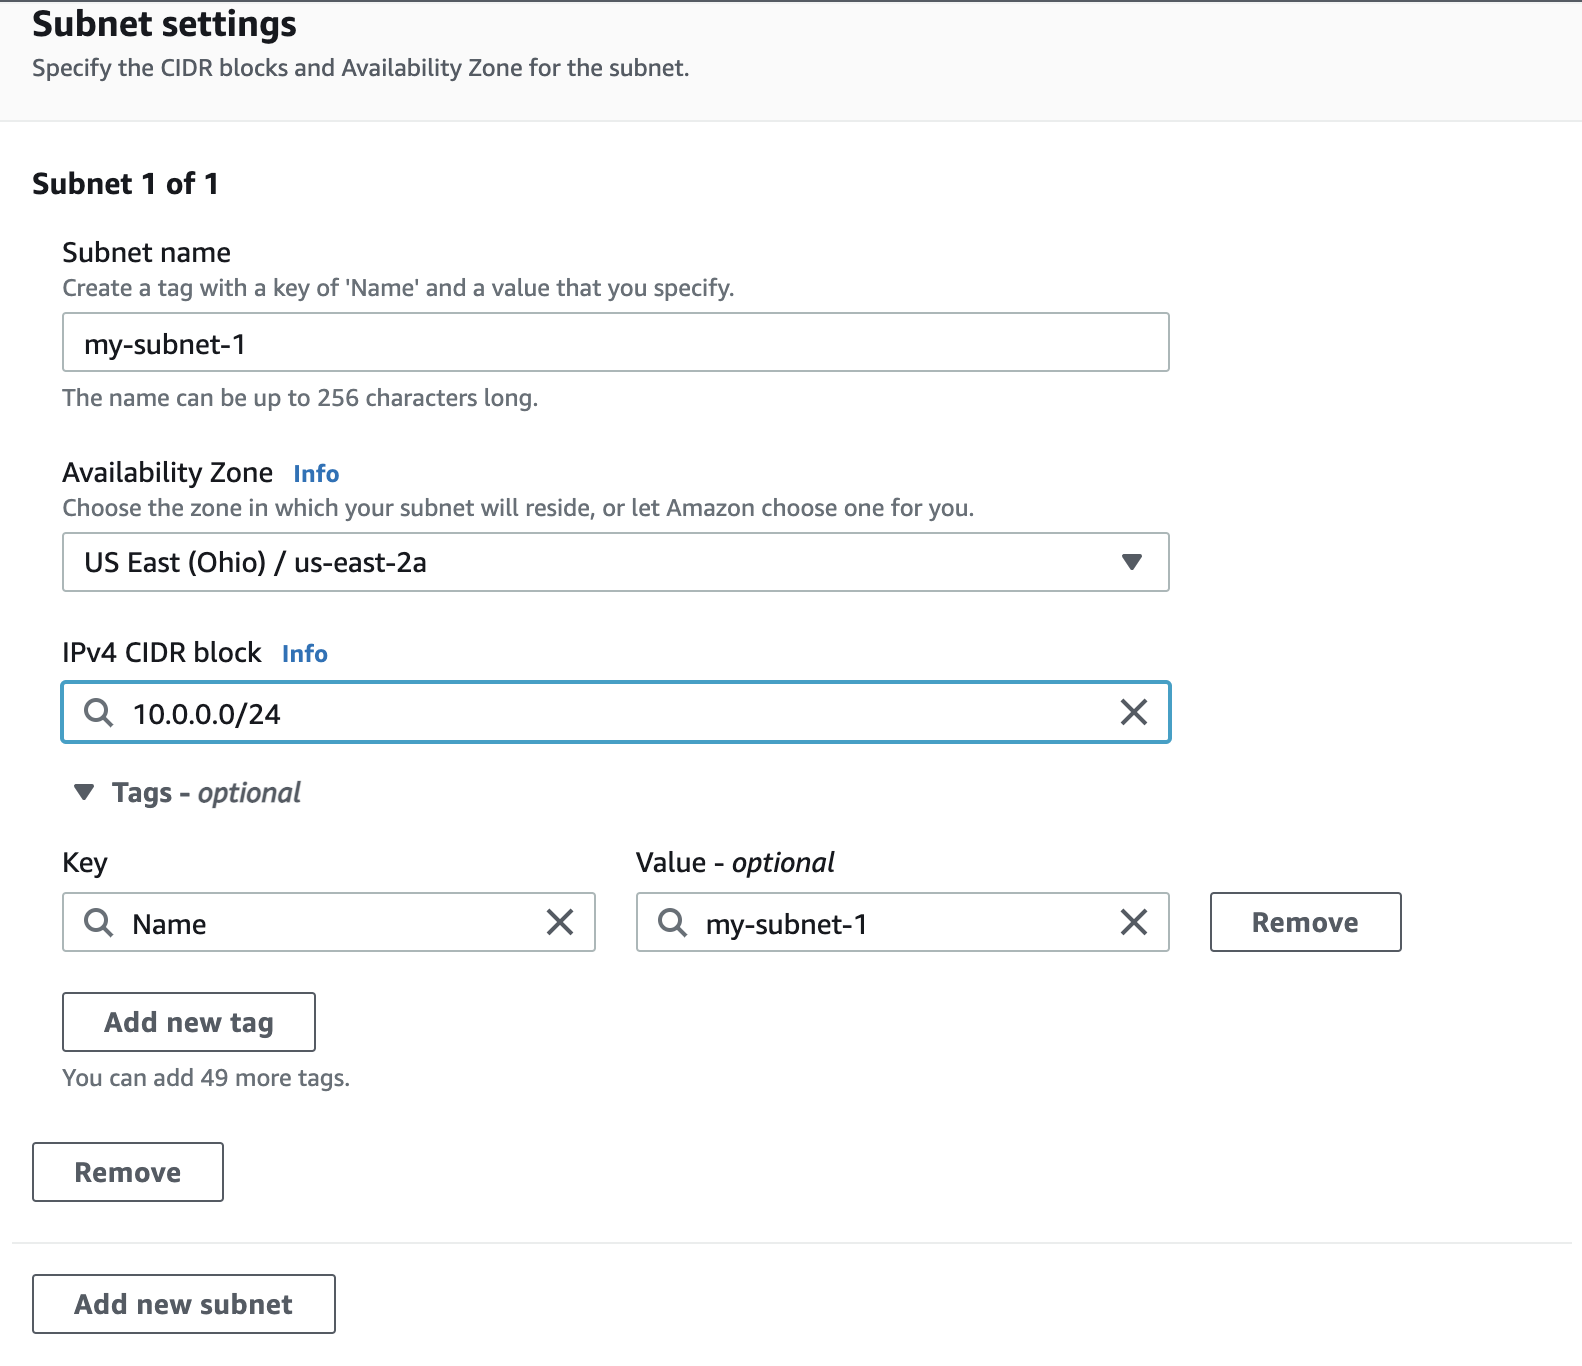 Subnet settings
Specify the CIDR blocks and Availability Zone for the subnet.
Subnet 1 of 1
Subnet name
Create a tag with a key of 'Name' and a value that you specify.
my-subnet-1
The name can be up to 256 characters long.
Availability Zone Info
Choose the zone in which your subnet will reside, or let Amazon choose one for you.
US East (Ohio) / us-east-2a
IPv4 CIDR block Info
10.0.0.0/24
Tags - optional
Key Value - optional
Name my-subnet-1 Remove
Add new tag
You can add 49 more tags.
Remove
Add new subnet